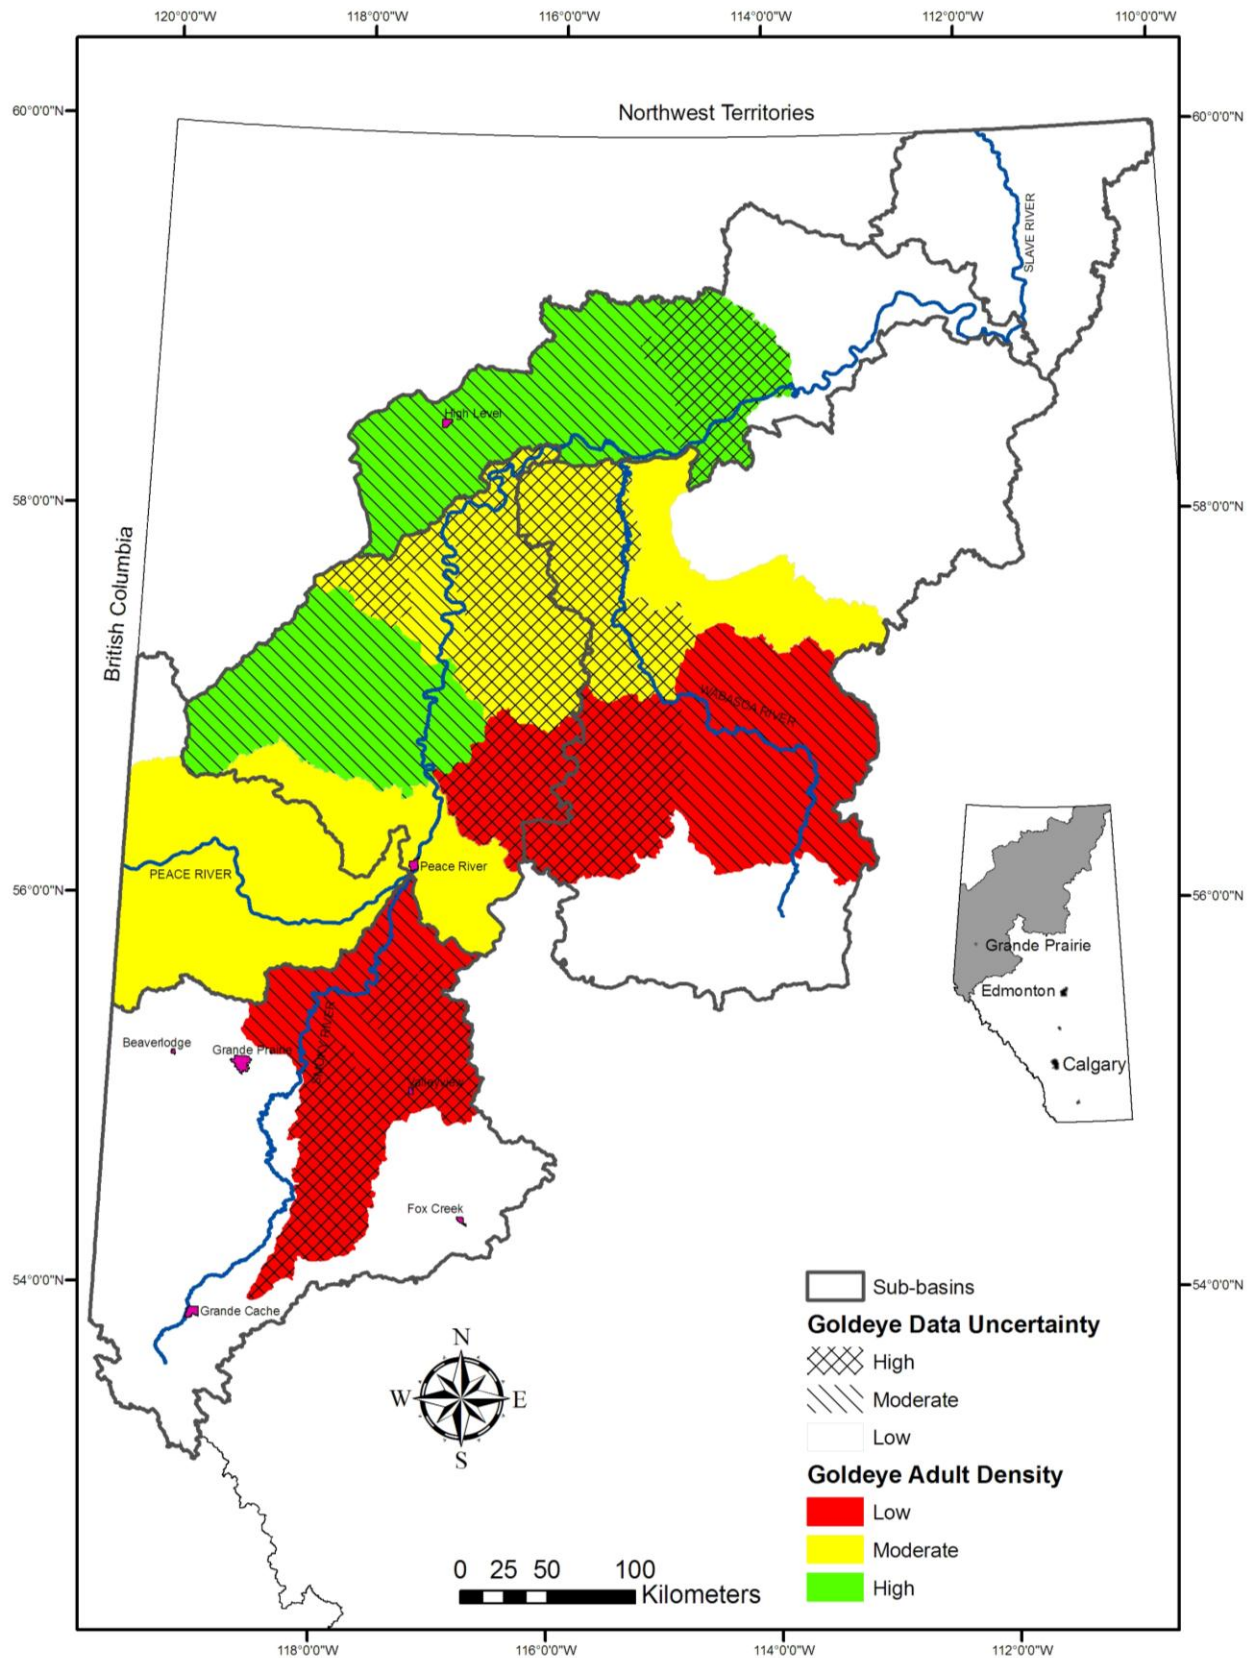 120°0'0"W 118°0'0"W 116°0'0"W 114°0'0"W 112°0'0"W 110°0'0"W
60°0'0"N
60°0'0"N
Northwest Territories
SLAVE RIVER
High Level
58°0'0"N
58°0'0"N
British Columbia
WABASCA RIVER
Peace River
PEACE RIVER
56°0'0"N
56°0'0"N
Grande Prairie
Edmonton
Calgary
Beaverlodge
Grande Prairie
SMOKY RIVER
Valleyview
Fox Creek
54°0'0"N
54°0'0"N
Grande Cache
N
W
E
S
Sub-basins
Goldeye Data Uncertainty
High
Moderate
Low
Goldeye Adult Density
Low
Moderate
High
0 25 50 100
Kilometers
118°0'0"W 116°0'0"W 114°0'0"W 112°0'0"W